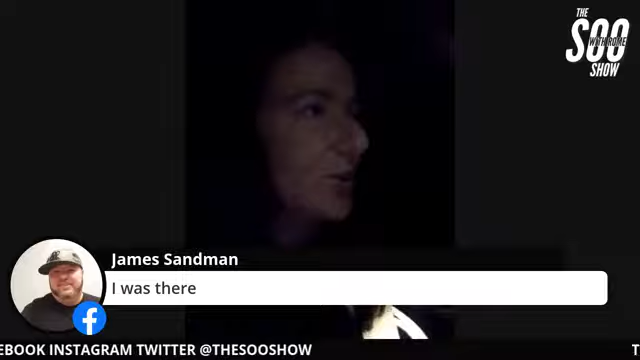 THE
SOO
WITH ROME
SHOW
James Sandman
I was there
EBOOK INSTAGRAM TWITTER @THESOOSHOW
T